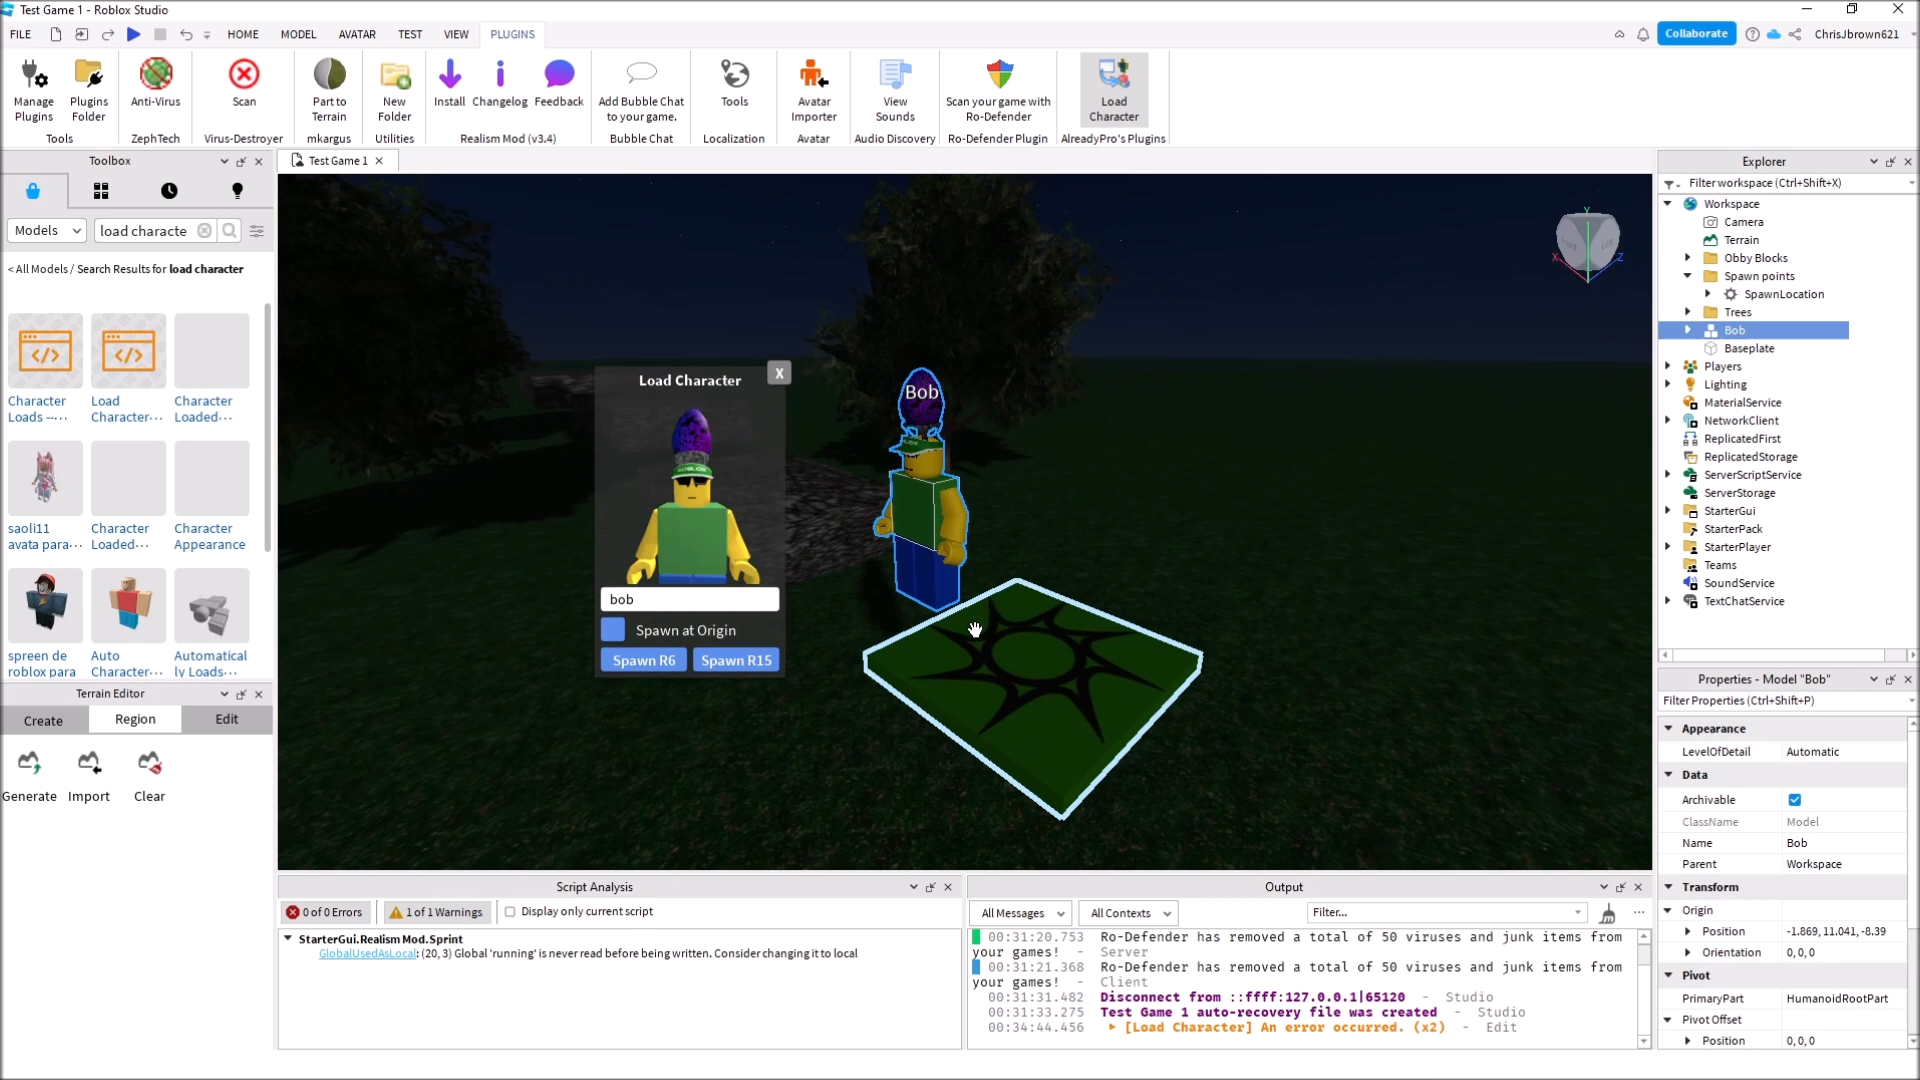 Test Game 1 - Roblox Studio
FILE HOME MODEL AVATAR TEST VIEW PLUGINS Collaborate ChrisJbrown621
Manage Plugins
Plugins Folder
Tools
Anti-Virus
ZephTech
Scan
Virus-Destroyer
Part to Terrain
mkargus
New Folder
Utilities
Install Changelog Feedback
Realism Mod (v3.4)
Add Bubble Chat to your game.
Bubble Chat
Tools
Localization
Avatar Importer
Avatar
View Sounds
Audio Discovery
Scan your game with Ro-Defender
Ro-Defender Plugin
Load Character
AlreadyPro's Plugins
Toolbox
Models
load characte
< All Models / Search Results for load character
Character Loads --···
Load Character···
Character Loaded···
saoli11 avata para···
Character Loaded···
Character Appearance
spreen de roblox para
Auto Character···
Automatical ly Loads···
Terrain Editor
Create Region Edit
Generate Import Clear
Test Game 1
Load Character
X
bob
Spawn at Origin
Spawn R6 Spawn R15
Bob
Y
X
Z
Explorer
Filter workspace (Ctrl+Shift+X)
Workspace
Camera
Terrain
Obby Blocks
Spawn points
SpawnLocation
Trees
Bob
Baseplate
Players
Lighting
MaterialService
NetworkClient
ReplicatedFirst
ReplicatedStorage
ServerScriptService
ServerStorage
StarterGui
StarterPack
StarterPlayer
Teams
SoundService
TextChatService
Properties - Model "Bob"
Filter Properties (Ctrl+Shift+P)
Appearance
LevelOfDetail Automatic
Data
Archivable
ClassName Model
Name Bob
Parent Workspace
Transform
Origin
Position -1.869, 11.041, -8.39
Orientation 0, 0, 0
Pivot
PrimaryPart HumanoidRootPart
Pivot Offset
Position 0, 0, 0
Script Analysis
0 of 0 Errors 1 of 1 Warnings Display only current script
StarterGui.Realism Mod.Sprint
GlobalUsedAsLocal: (20, 3) Global 'running' is never read before being written. Consider changing it to local
Output
All Messages All Contexts Filter...
00:31:20.753 Ro-Defender has removed a total of 50 viruses and junk items from
your games! - Server
00:31:21.368 Ro-Defender has removed a total of 50 viruses and junk items from
your games! - Client
00:31:31.482 Disconnect from ::ffff:127.0.0.1|65120 - Studio
00:31:33.275 Test Game 1 auto-recovery file was created - Studio
00:34:44.456 [Load Character] An error occurred. (x2) - Edit